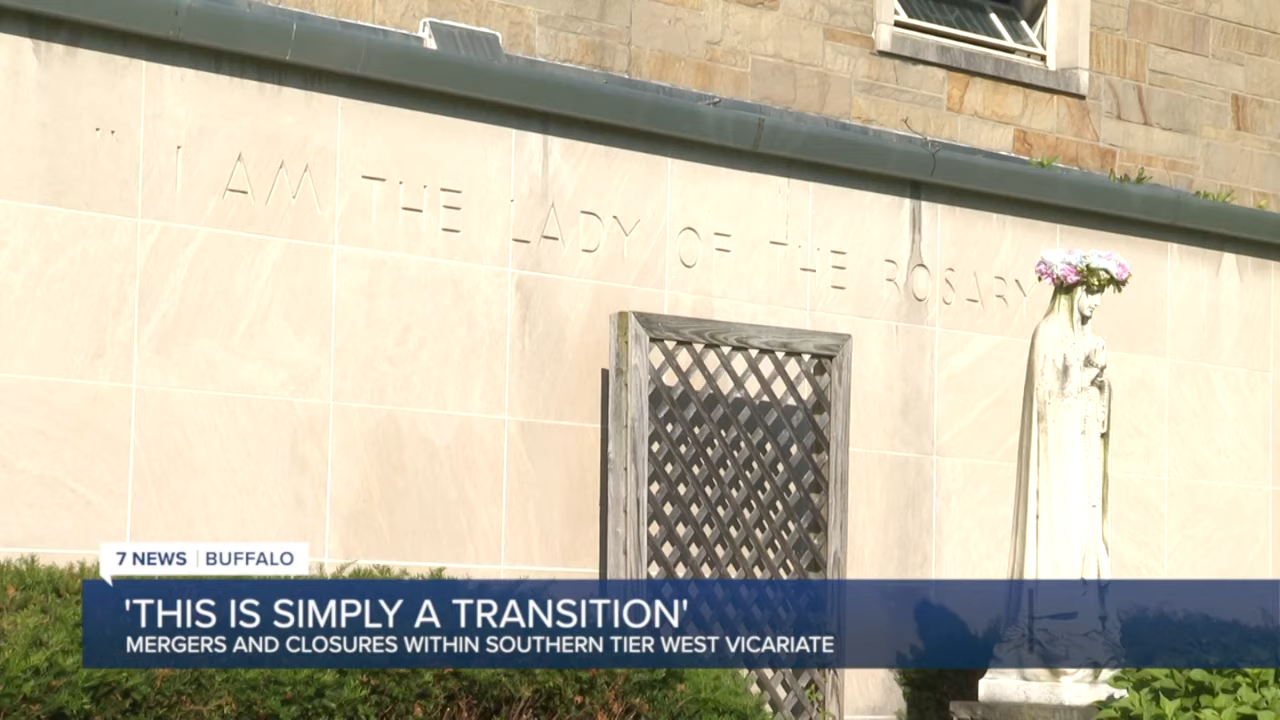 " I AM THE LADY OF THE ROSARY
7 NEWS | BUFFALO
'THIS IS SIMPLY A TRANSITION'
MERGERS AND CLOSURES WITHIN SOUTHERN TIER WEST VICARIATE